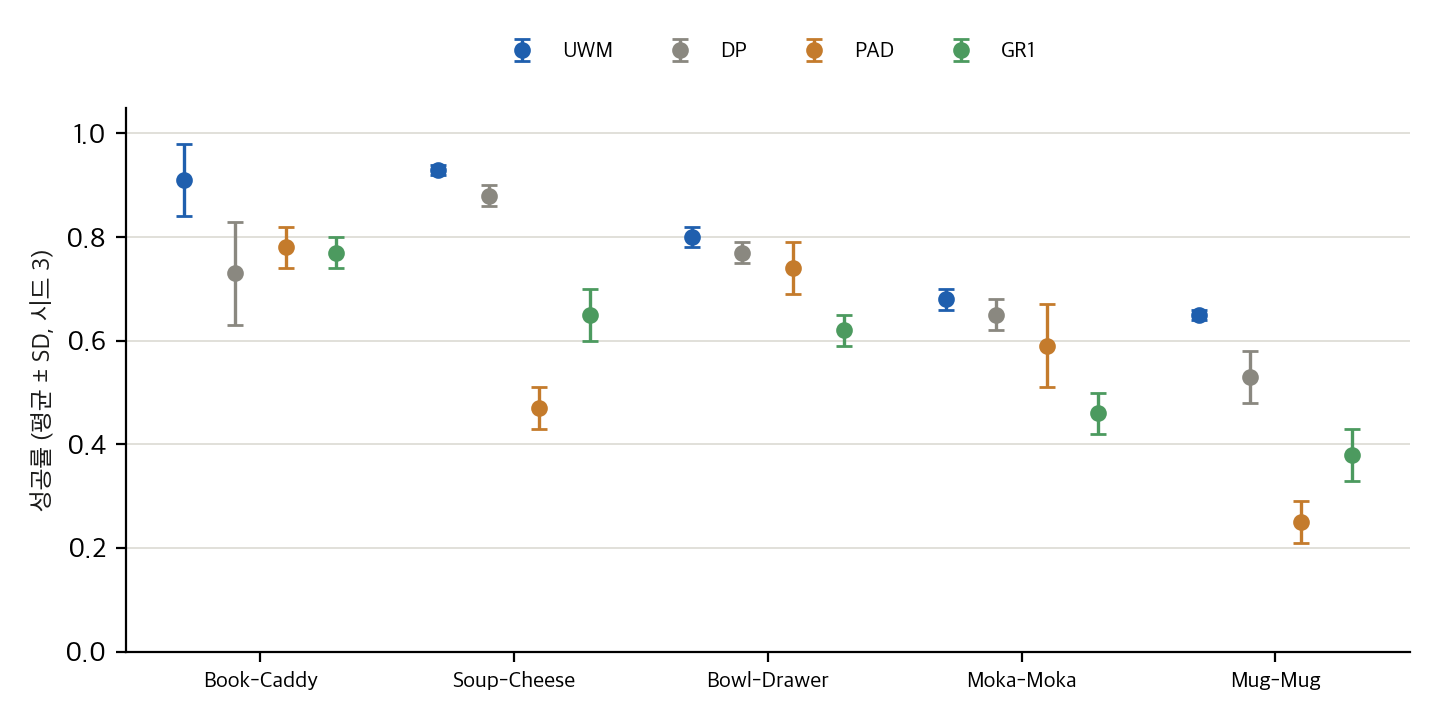 UWM DP PAD GR1
성공률 (평균 ± SD, 시드 3)
1.0
0.8
0.6
0.4
0.2
0.0
Book-Caddy Soup-Cheese Bowl-Drawer Moka-Moka Mug-Mug